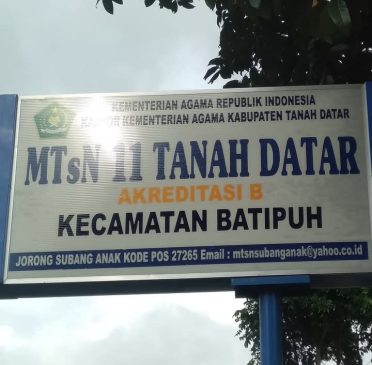 KEMENTERIAN AGAMA REPUBLIK INDONESIA
KANTOR KEMENTERIAN AGAMA KABUPATEN TANAH DATAR
MTsN 11 TANAH DATAR
AKREDITASI B
KECAMATAN BATIPUH
JORONG SUBANG ANAK KODE POS 27265 Email : mtsnsubanganak@yahoo.co.id